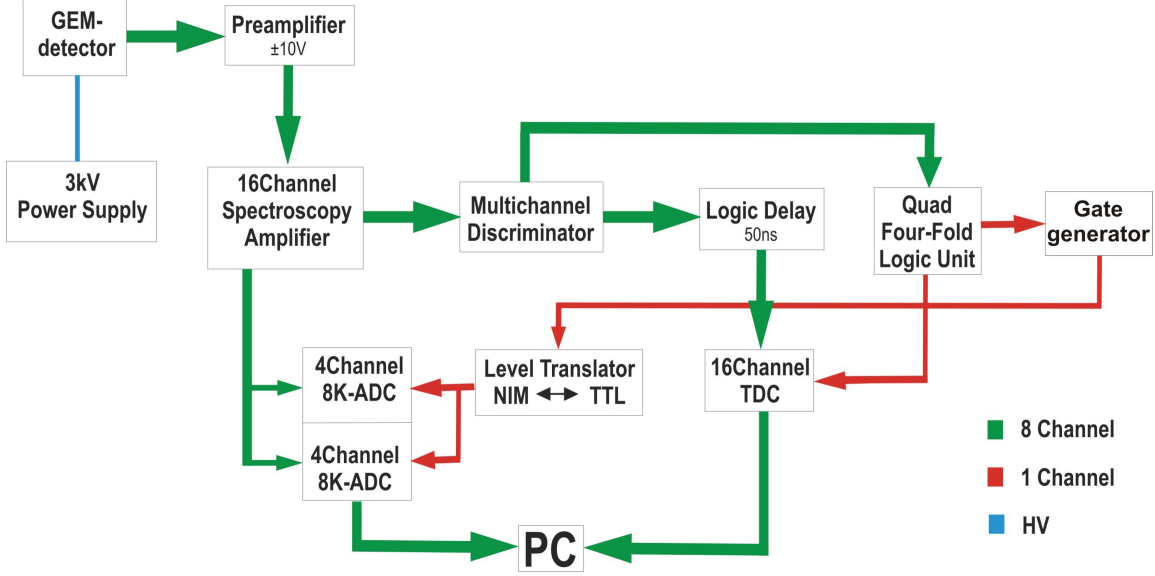 GEM-
detector
Preamplifier
±10V
3kV
Power Supply
16Channel
Spectroscopy
Amplifier
Multichannel
Discriminator
Logic Delay
50ns
Quad
Four-Fold
Logic Unit
Gate
generator
4Channel
8K-ADC
4Channel
8K-ADC
Level Translator
NIM ↔ TTL
16Channel
TDC
PC
8 Channel
1 Channel
HV